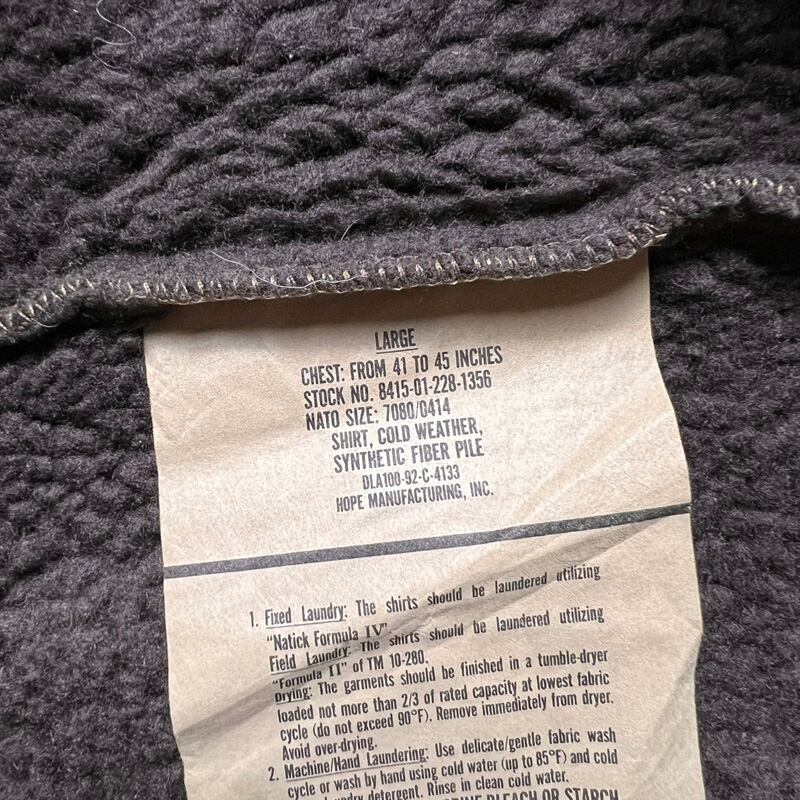 LARGE
CHEST: FROM 41 TO 45 INCHES
STOCK NO. 8415-01-228-1356
NATO SIZE: 7080/0414
SHIRT, COLD WEATHER,
SYNTHETIC FIBER PILE
DLA100-92-C-4133
HOPE MANUFACTURING, INC.
1. Fixed Laundry: The shirts should be laundered utilizing
"Natick Formula IV".
Field Laundry: The shirts should be laundered utilizing
"Formula II" of TM 10-280.
Drying: The garments should be finished in a tumble-dryer
loaded not more than 2/3 of rated capacity at lowest fabric
cycle (do not exceed 90°F). Remove immediately from dryer.
Avoid over-drying.
2. Machine/Hand Laundering: Use delicate/gentle fabric wash
cycle or wash by hand using cold water (up to 85°F) and cold
laundry detergent. Rinse in clean cold water.
BLEACH OR STARCH